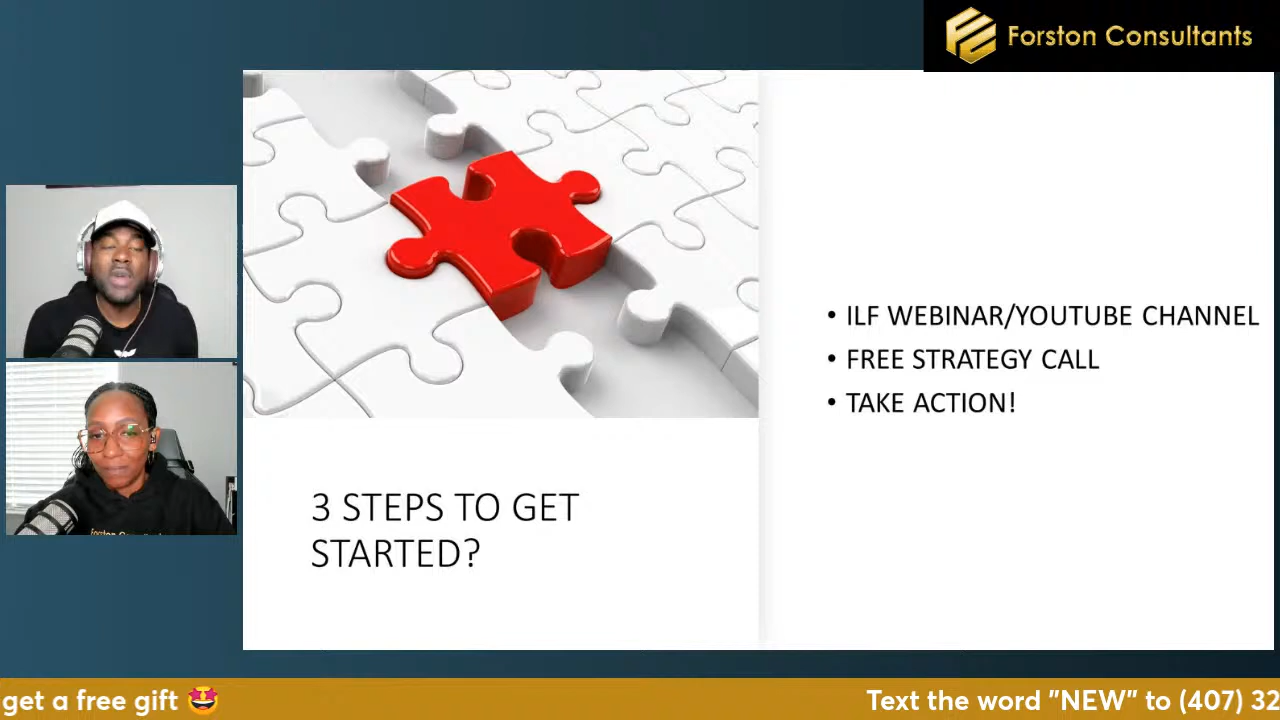 Forston Consultants
• ILF WEBINAR/YOUTUBE CHANNEL
• FREE STRATEGY CALL
• TAKE ACTION!
3 STEPS TO GET
STARTED?
get a free gift 🤩 Text the word "NEW" to (407) 32